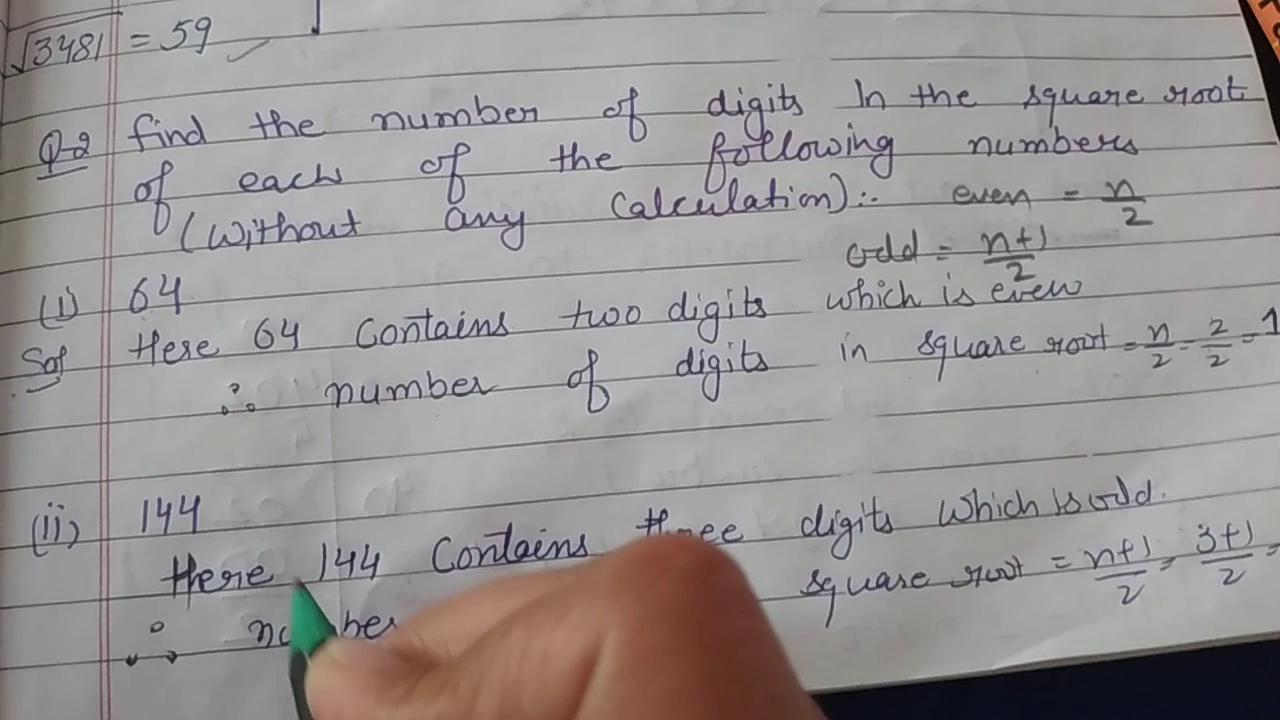 √3481 = 59
Q-2 find the number of digits In the square root
of each of the following numbers
(without any calculation):- even = n/2
odd = n+1/2
(i) 64
Sol Here 64 Contains two digits which is even
∴ number of digits in square root = n/2 = 2/2 = 1
(ii) 144
Here 144 Contains three digits which is odd.
∴ number square root = n+1/2 = 3+1/2 =